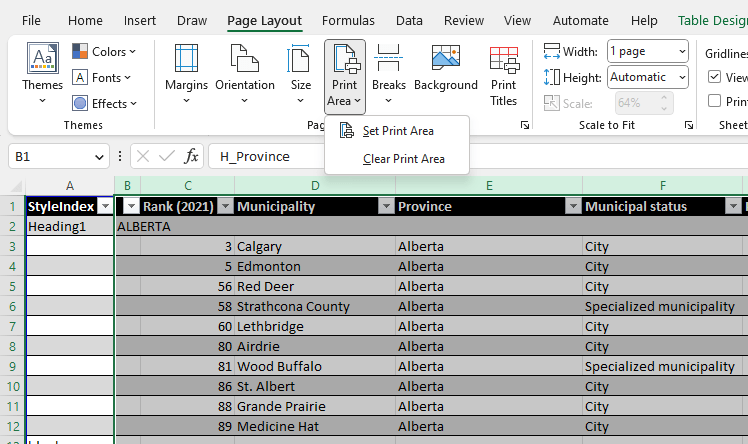 File Home Insert Draw Page Layout Formulas Data Review View Automate Help Table Design
Aa Colors Width: 1 page Gridlines
Fonts Height: Automatic View
Themes Effects Margins Orientation Size Print Area Breaks Background Print Titles Scale: 64% Print
Themes Pag Scale to Fit Sheet
Set Print Area
Clear Print Area
B1 fx H_Province
A B C D E F
1 StyleIndex Rank (2021) Municipality Province Municipal status
2 Heading1 ALBERTA
3 3 Calgary Alberta City
4 5 Edmonton Alberta City
5 56 Red Deer Alberta City
6 58 Strathcona County Alberta Specialized municipality
7 60 Lethbridge Alberta City
8 80 Airdrie Alberta City
9 81 Wood Buffalo Alberta Specialized municipality
10 86 St. Albert Alberta City
11 88 Grande Prairie Alberta City
12 89 Medicine Hat Alberta City